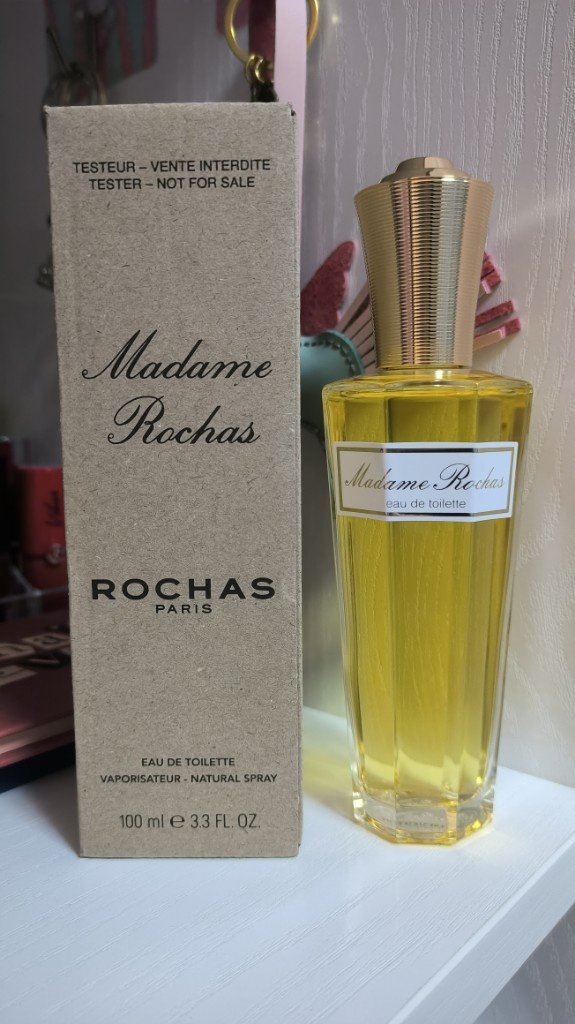 TESTEUR – VENTE INTERDITE
TESTER – NOT FOR SALE
Madame
Rochas
ROCHAS
PARIS
EAU DE TOILETTE
VAPORISATEUR - NATURAL SPRAY
100 ml ℮ 3.3 FL. OZ.
Madame Rochas
eau de toilette